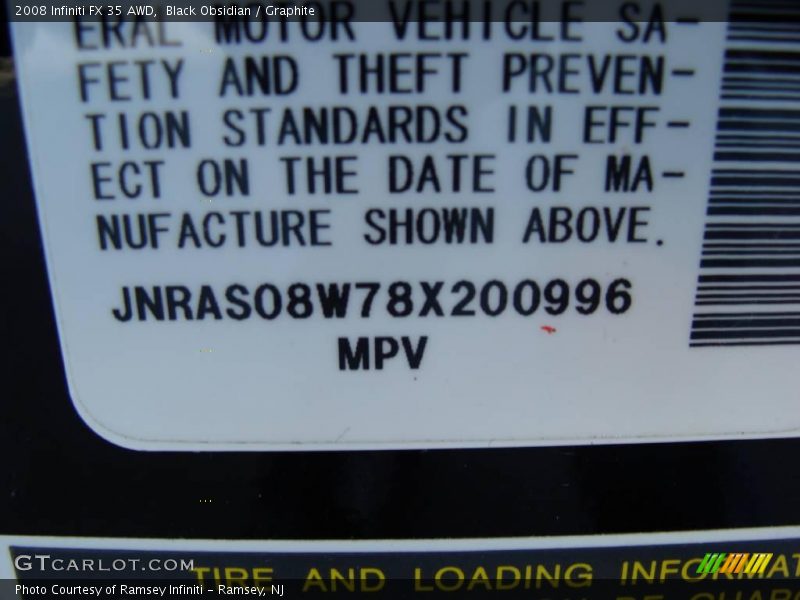 2008 Infiniti FX 35 AWD, Black Obsidian / Graphite
ERAL MOTOR VEHICLE SA-
FETY AND THEFT PREVEN-
TION STANDARDS IN EFF-
ECT ON THE DATE OF MA-
NUFACTURE SHOWN ABOVE.
JNRAS08W78X200996
MPV
GTCARLOT.COM
TIRE AND LOADING INFORMAT
Photo Courtesy of Ramsey Infiniti - Ramsey, NJ